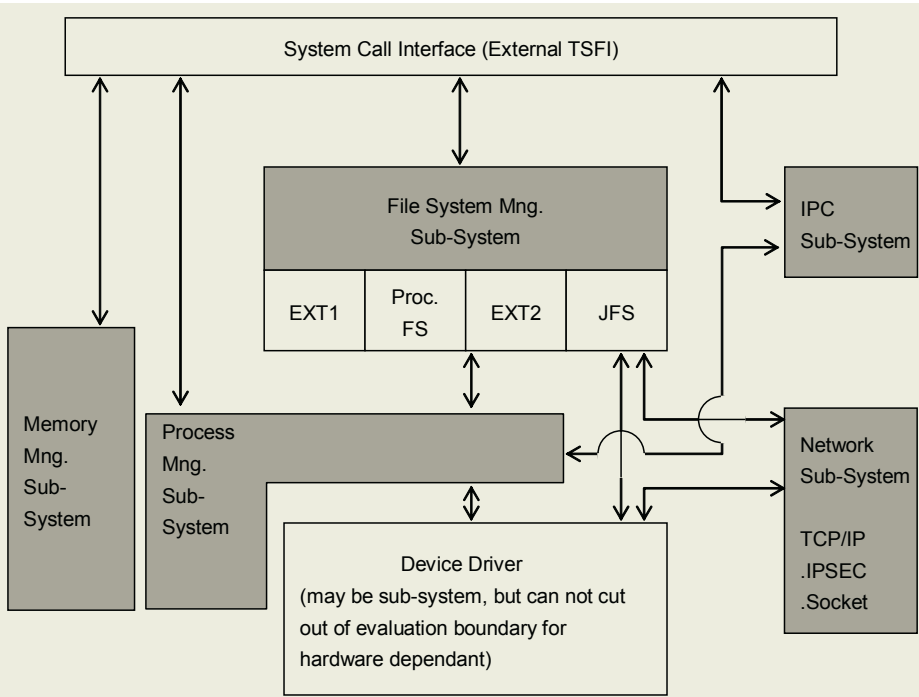 System Call Interface (External TSFI)
File System Mng.
Sub-System
IPC
Sub-System
EXT1
Proc.
FS
EXT2
JFS
Memory
Mng.
Sub-
System
Process
Mng.
Sub-
System
Network
Sub-System
TCP/IP
.IPSEC
.Socket
Device Driver
(may be sub-system, but can not cut
out of evaluation boundary for
hardware dependant)